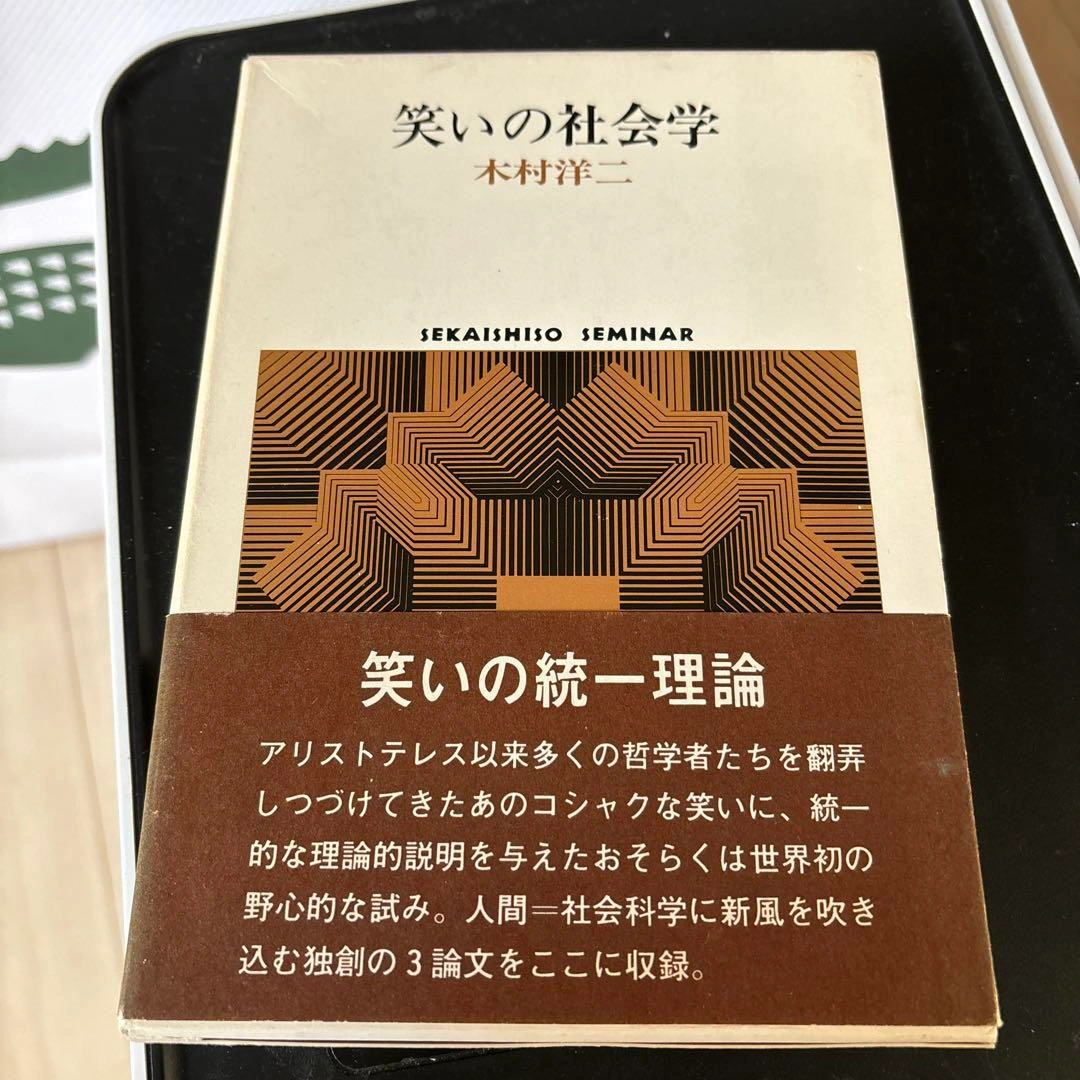 笑いの社会学
木村洋二
SEKAISHISO SEMINAR
笑いの統一理論
アリストテレス以来多くの哲学者たちを翻弄
しつづけてきたあのコシャクな笑いに、統一
的な理論的説明を与えたおそらくは世界初の
野心的な試み。人間＝社会科学に新風を吹き
込む独創の3論文をここに収録。